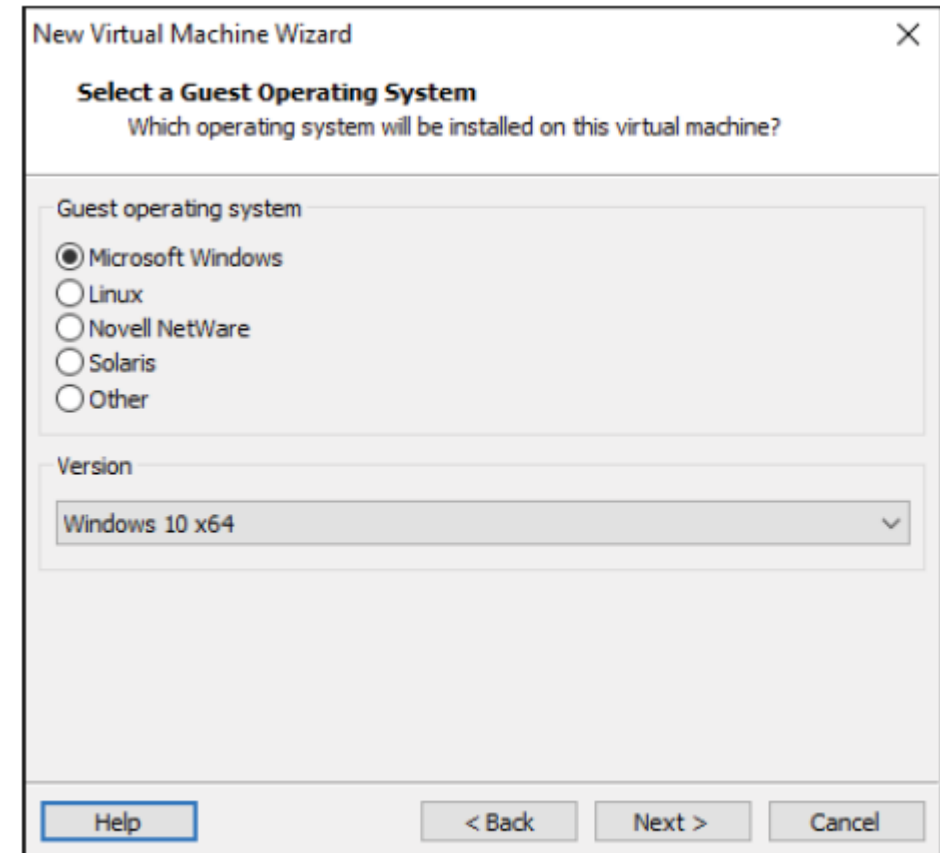 New Virtual Machine Wizard
Select a Guest Operating System
Which operating system will be installed on this virtual machine?
Guest operating system
Microsoft Windows
Linux
Novell NetWare
Solaris
Other
Version
Windows 10 x64
Help
< Back
Next >
Cancel